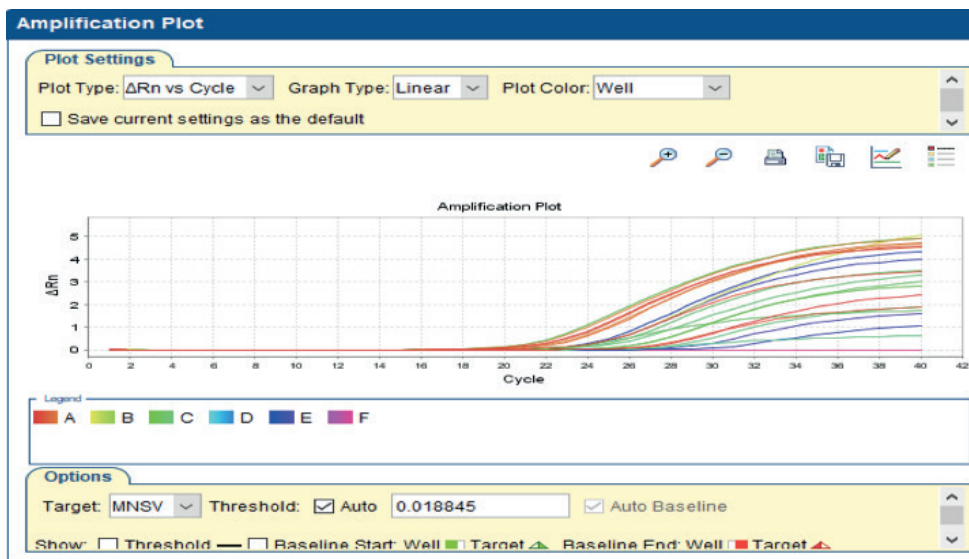 Amplification Plot
Plot Settings
Plot Type: ΔRn vs Cycle Graph Type: Linear Plot Color: Well
Save current settings as the default
Amplification Plot
5
4
3
2
1
0
ΔRn
0 2 4 6 8 10 12 14 16 18 20 22 24 26 28 30 32 34 36 38 40 42
Cycle
Legend
A B C D E F
Options
Target: MNSV Threshold: Auto 0.018845 Auto Baseline
Show: Threshold Baseline Start: Well Target Baseline End: Well Target